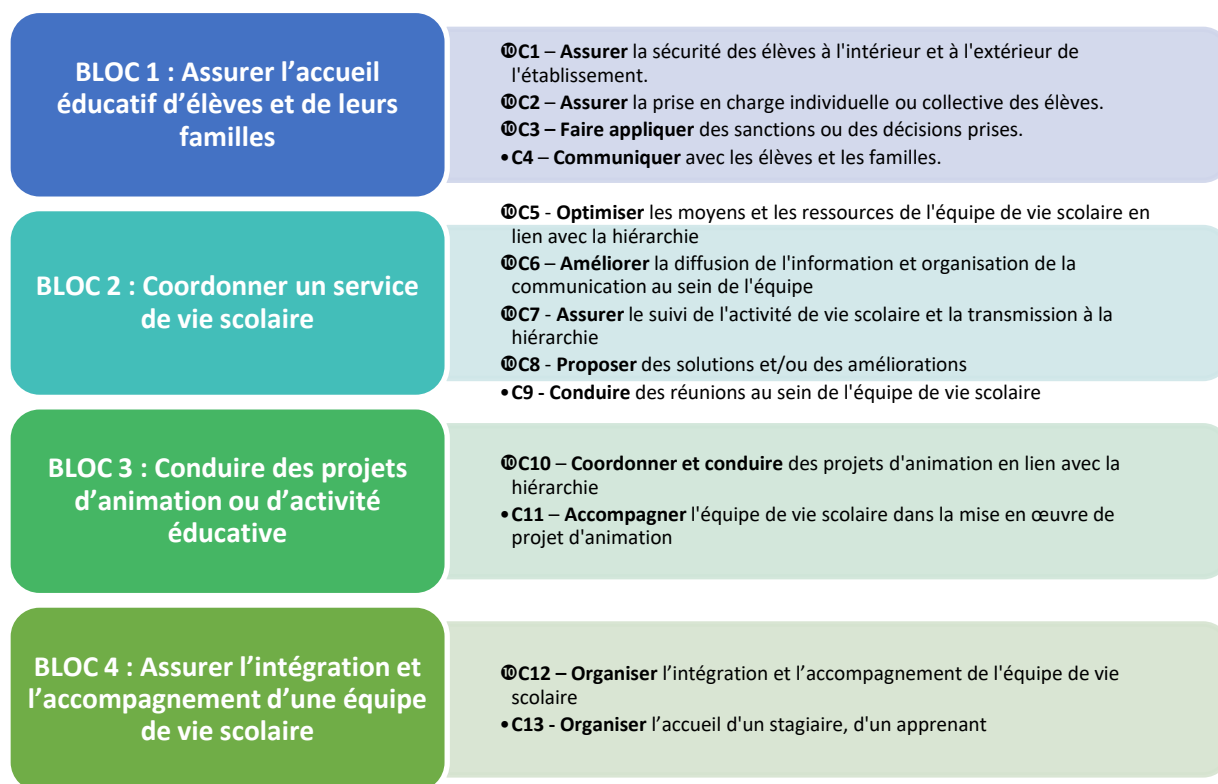 BLOC 1 : Assurer l’accueil
éducatif d’élèves et de leurs
familles
❿C1 – Assurer la sécurité des élèves à l'intérieur et à l'extérieur de
l'établissement.
❿C2 – Assurer la prise en charge individuelle ou collective des élèves.
❿C3 – Faire appliquer des sanctions ou des décisions prises.
•C4 – Communiquer avec les élèves et les familles.
BLOC 2 : Coordonner un service
de vie scolaire
❿C5 - Optimiser les moyens et les ressources de l'équipe de vie scolaire en
lien avec la hiérarchie
❿C6 – Améliorer la diffusion de l'information et organisation de la
communication au sein de l'équipe
❿C7 - Assurer le suivi de l'activité de vie scolaire et la transmission à la
hiérarchie
❿C8 - Proposer des solutions et/ou des améliorations
•C9 - Conduire des réunions au sein de l'équipe de vie scolaire
BLOC 3 : Conduire des projets
d’animation ou d’activité
éducative
❿C10 – Coordonner et conduire des projets d'animation en lien avec la
hiérarchie
•C11 – Accompagner l'équipe de vie scolaire dans la mise en œuvre de
projet d'animation
BLOC 4 : Assurer l’intégration et
l’accompagnement d’une équipe
de vie scolaire
❿C12 – Organiser l’intégration et l’accompagnement de l'équipe de vie
scolaire
•C13 - Organiser l’accueil d'un stagiaire, d'un apprenant